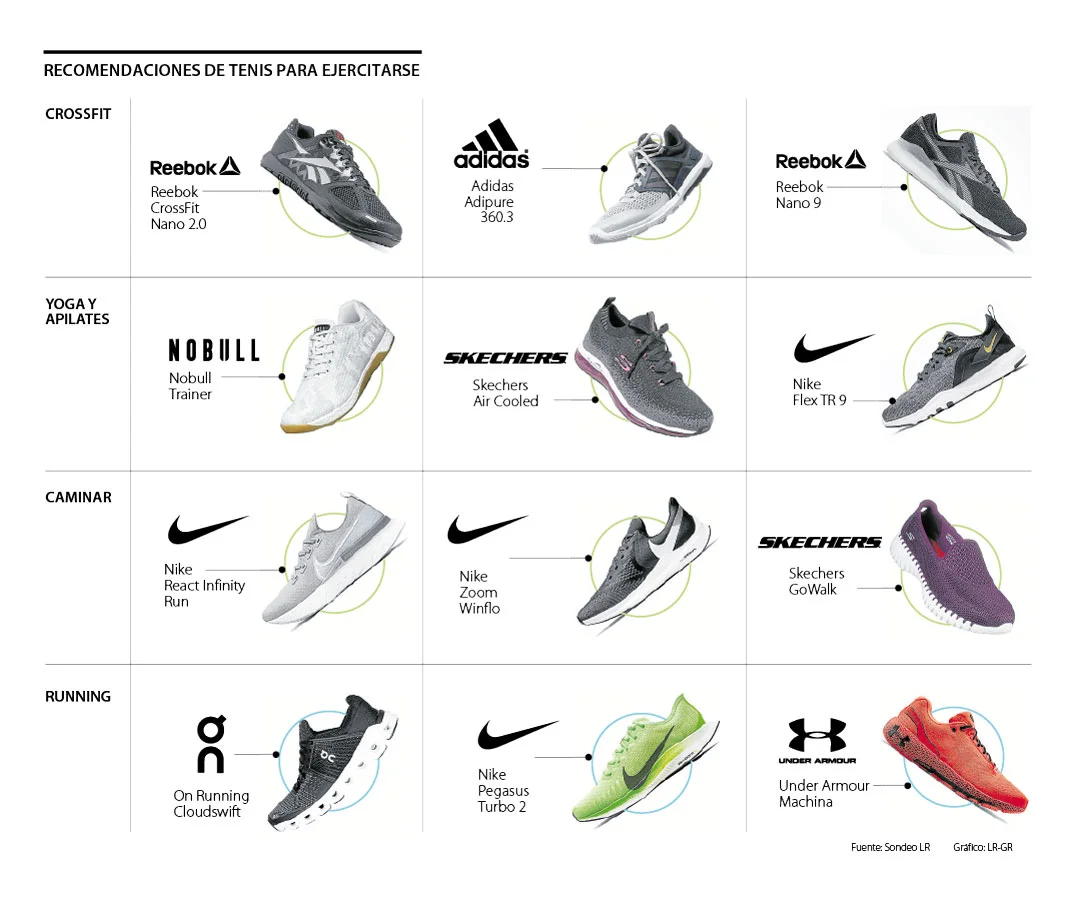 RECOMENDACIONES DE TENIS PARA EJERCITARSE
CROSSFIT
Reebok
Reebok
CrossFit
Nano 2.0
adidas
Adidas
Adipure
360.3
Reebok
Reebok
Nano 9
YOGA Y
APILATES
NOBULL
Nobull
Trainer
SKECHERS
Skechers
Air Cooled
Nike
Flex TR 9
CAMINAR
Nike
React Infinity
Run
Nike
Zoom
Winflo
SKECHERS
Skechers
GoWalk
RUNNING
On
On Running
Cloudswift
Nike
Pegasus
Turbo 2
UNDER ARMOUR
Under Armour
Machina
Fuente: Sondeo LR
Gráfico: LR-GR